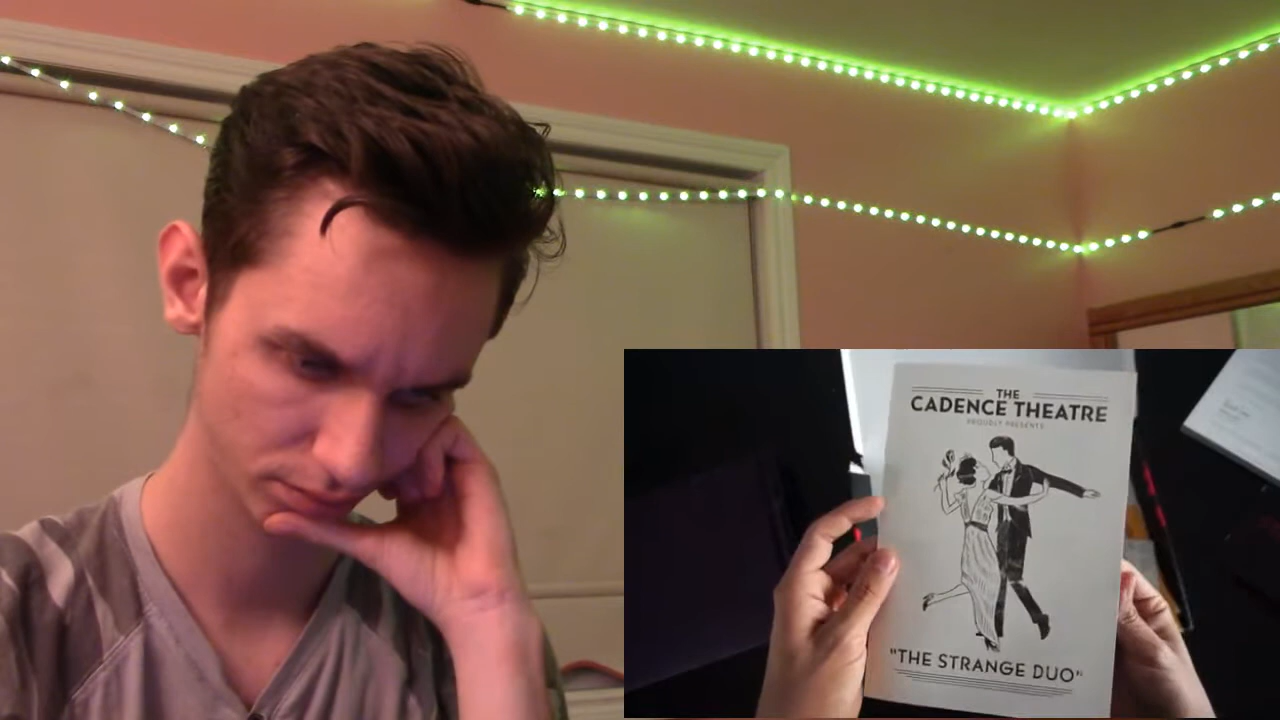 THE
CADENCE THEATRE
PROUDLY PRESENTS
"THE STRANGE DUO"